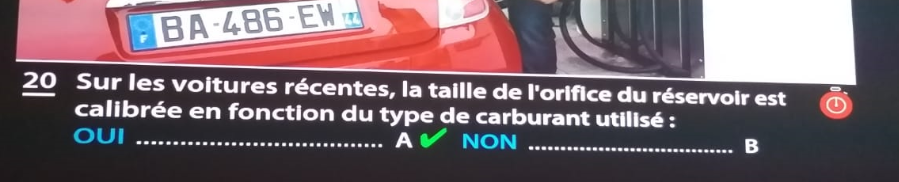 F BA-486-EW 44
20 Sur les voitures récentes, la taille de l'orifice du réservoir est
calibrée en fonction du type de carburant utilisé :
OUI ................................. A ✔ NON ................................. B